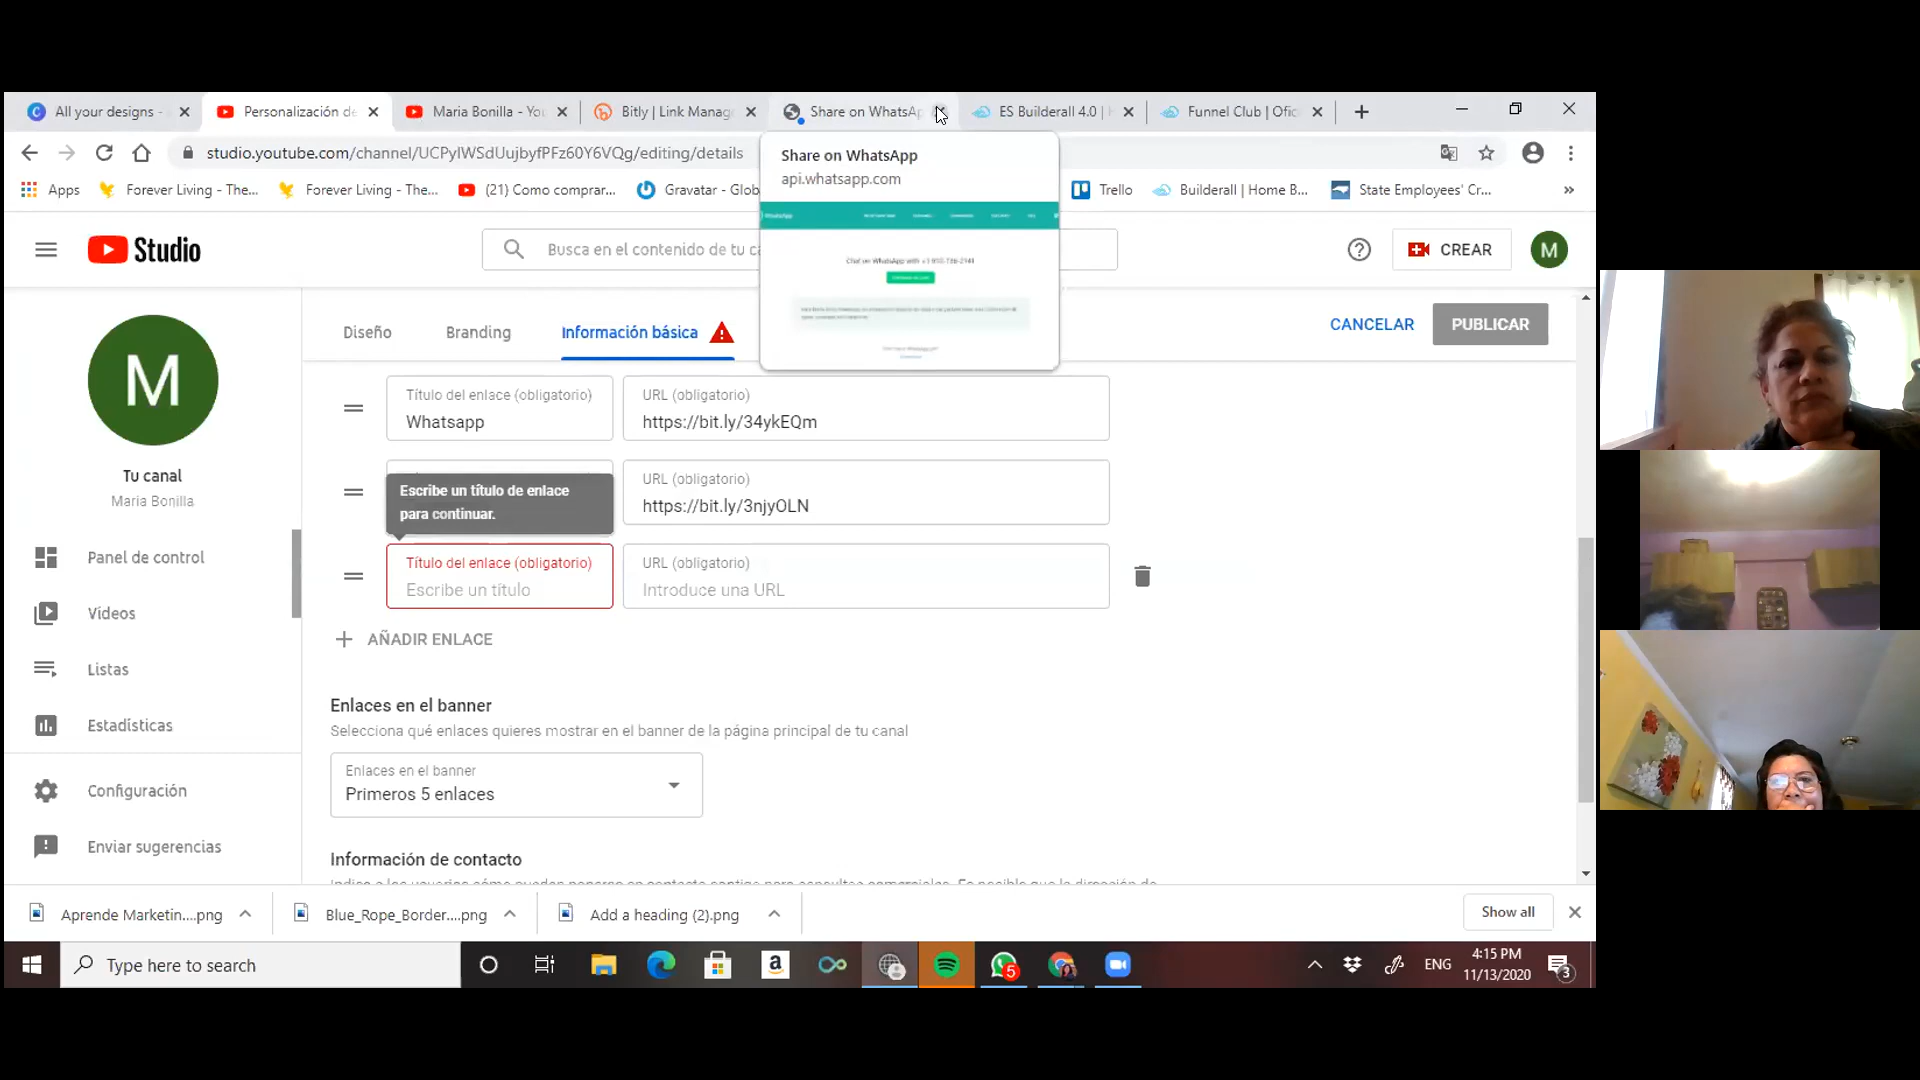 All your designs -
Personalización de
Maria Bonilla - You
Bitly | Link Manag
Share on WhatsAp
ES Builderall 4.0 | H
Funnel Club | Ofic
studio.youtube.com/channel/UCPyIWSdUujbyfPFz60Y6VQg/editing/details
Apps
Forever Living - The...
Forever Living - The...
(21) Como comprar...
Gravatar - Glob
Trello
Builderall | Home B...
State Employees' Cr...
»
Share on WhatsApp
api.whatsapp.com
WhatsApp
Studio
Busca en el contenido de tu ca
CREAR
M
M
Tu canal
Maria Bonilla
Panel de control
Vídeos
Listas
Estadísticas
Configuración
Enviar sugerencias
Diseño
Branding
Información básica
CANCELAR
PUBLICAR
Título del enlace (obligatorio)
Whatsapp
URL (obligatorio)
https://bit.ly/34ykEQm
Escribe un título de enlace
para continuar.
URL (obligatorio)
https://bit.ly/3njyOLN
Título del enlace (obligatorio)
Escribe un título
URL (obligatorio)
Introduce una URL
AÑADIR ENLACE
Enlaces en el banner
Selecciona qué enlaces quieres mostrar en el banner de la página principal de tu canal
Enlaces en el banner
Primeros 5 enlaces
Información de contacto
Aprende Marketin....png
Blue_Rope_Border....png
Add a heading (2).png
Show all
Type here to search
a
5
ENG
4:15 PM
11/13/2020
3